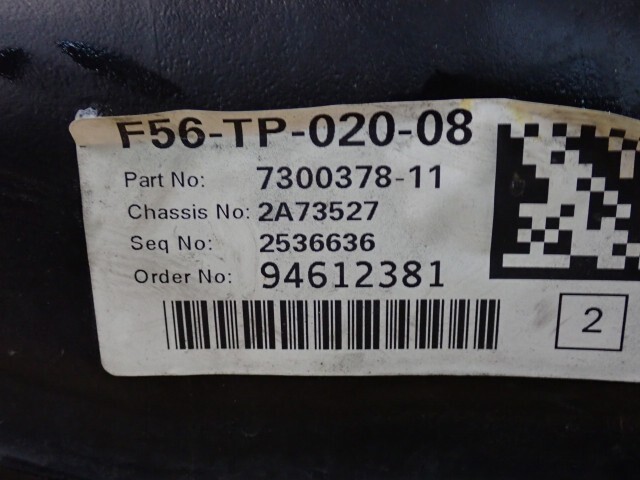 F56-TP-020-08
Part No: 7300378-11
Chassis No: 2A73527
Seq No: 2536636
Order No: 94612381
2